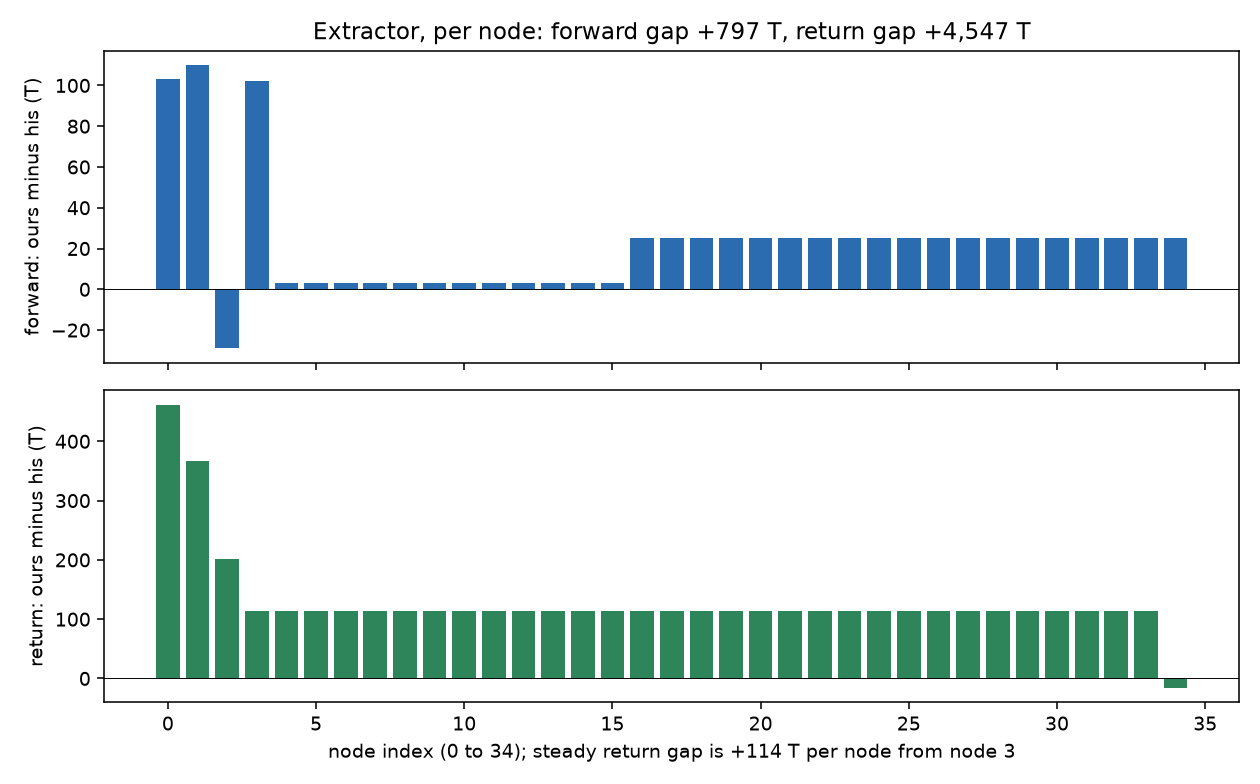 Extractor, per node: forward gap +797 T, return gap +4,547 T
forward: ours minus his (T)
100
80
60
40
20
0
−20
return: ours minus his (T)
400
300
200
100
0
0 5 10 15 20 25 30 35
node index (0 to 34); steady return gap is +114 T per node from node 3